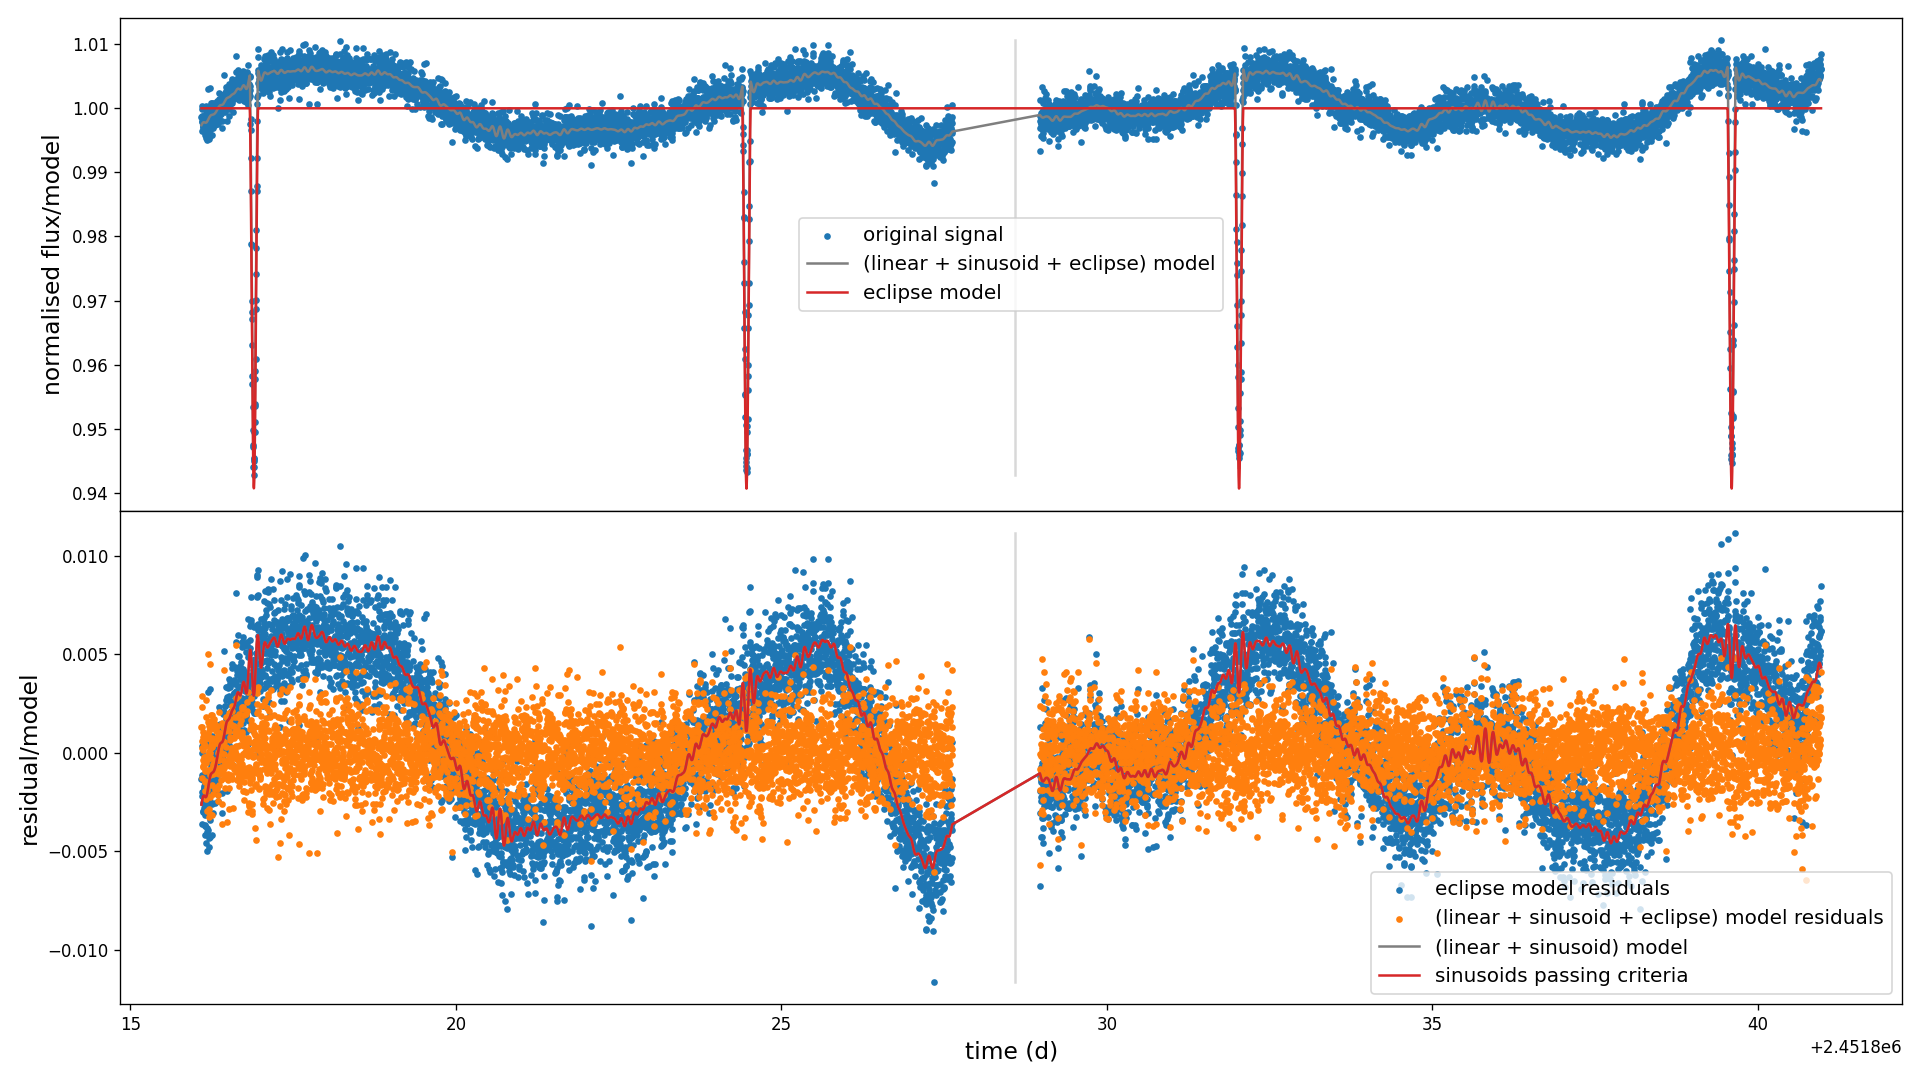 normalised flux/model
1.01
1.00
0.99
0.98
0.97
0.96
0.95
0.94
original signal
(linear + sinusoid + eclipse) model
eclipse model
residual/model
0.010
0.005
0.000
−0.005
−0.010
eclipse model residuals
(linear + sinusoid + eclipse) model residuals
(linear + sinusoid) model
sinusoids passing criteria
15 20 25 30 35 40
time (d)
+2.4518e6